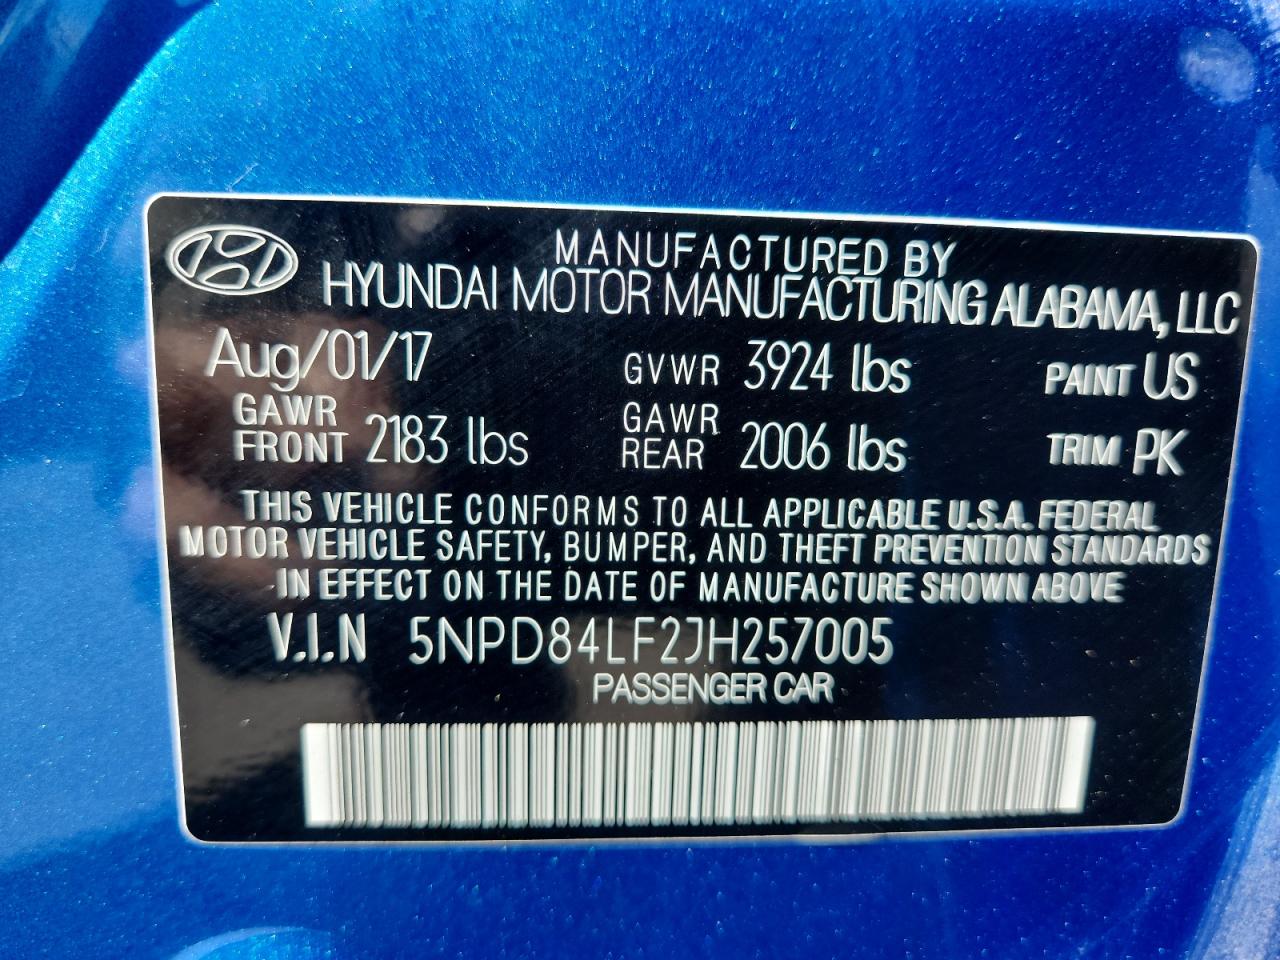 MANUFACTURED BY
HYUNDAI MOTOR MANUFACTURING ALABAMA, LLC
Aug/01/17 GVWR 3924 lbs PAINT US
GAWR FRONT 2183 lbs GAWR REAR 2006 lbs TRIM PK
THIS VEHICLE CONFORMS TO ALL APPLICABLE U.S.A. FEDERAL
MOTOR VEHICLE SAFETY, BUMPER, AND THEFT PREVENTION STANDARDS
IN EFFECT ON THE DATE OF MANUFACTURE SHOWN ABOVE
V.I.N 5NPD84LF2JH257005
PASSENGER CAR